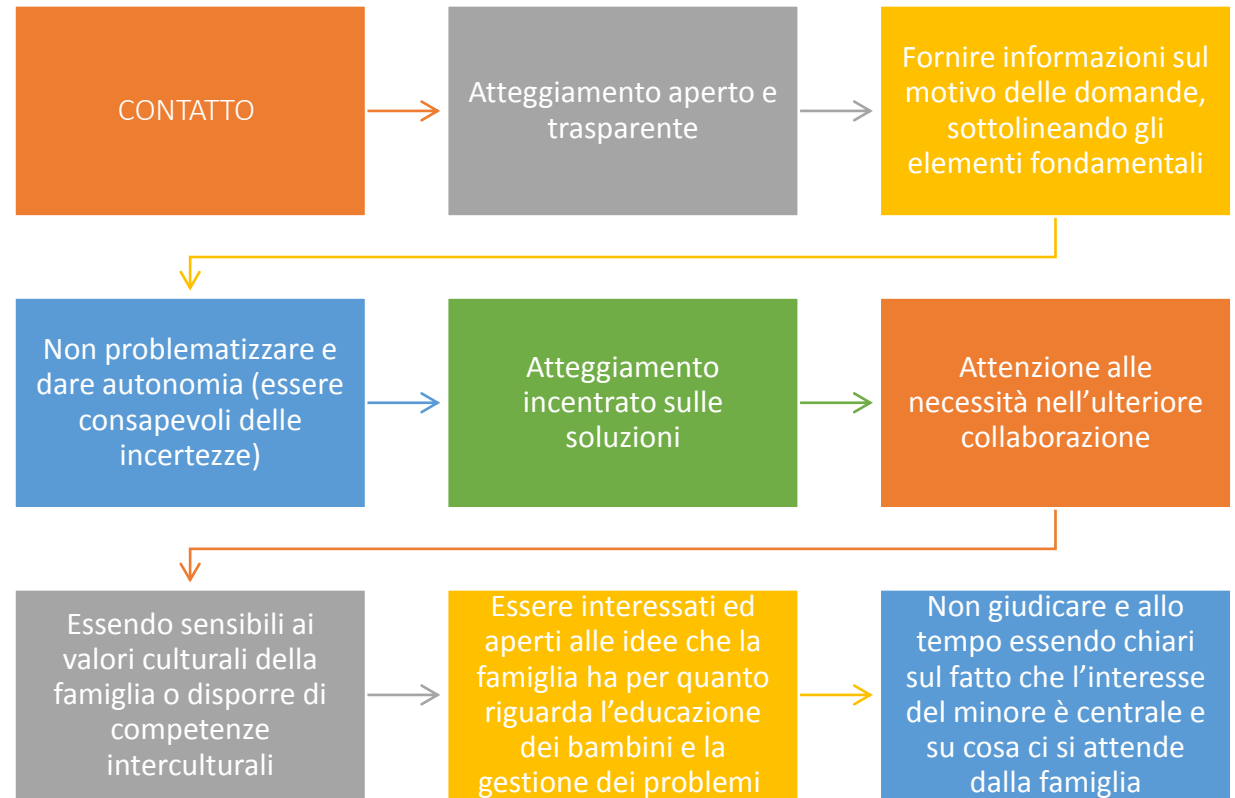 CONTATTO
Atteggiamento aperto e
trasparente
Fornire informazioni sul
motivo delle domande,
sottolineando gli
elementi fondamentali
Non problematizzare e
dare autonomia (essere
consapevoli delle
incertezze)
Atteggiamento
incentrato sulle
soluzioni
Attenzione alle
necessità nell'ulteriore
collaborazione
Essendo sensibili ai
valori culturali della
famiglia o disporre di
competenze
interculturali
Essere interessati ed
aperti alle idee che la
famiglia ha per quanto
riguarda l'educazione
dei bambini e la
gestione dei problemi
Non giudicare e allo
tempo essendo chiari
sul fatto che l'interesse
del minore è centrale e
su cosa ci si attende
dalla famiglia